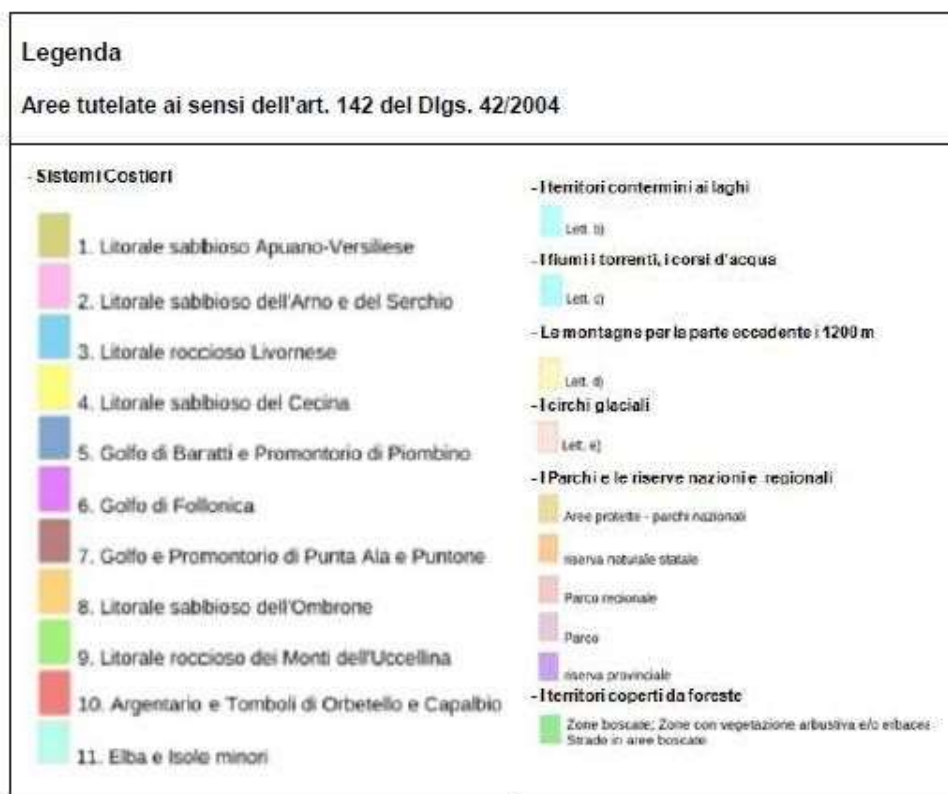 Legenda
Aree tutelate ai sensi dell'art. 142 del Dlgs. 42/2004
- Sistemi Costieri
1. Litorale sabbioso Apuano-Versiliese
2. Litorale sabbioso dell'Arno e del Serchio
3. Litorale roccioso Livornese
4. Litorale sabbioso del Cecina
5. Golfo di Baratti e Promontorio di Piombino
6. Golfo di Follonica
7. Golfo e Promontorio di Punta Ala e Puntone
8. Litorale sabbioso dell'Ombrone
9. Litorale roccioso dei Monti dell'Uccellina
10. Argentario e Tomboli di Orbetello e Capalbio
11. Elba e Isole minori
- I territori contermini ai laghi
Lett. b)
- I fiumi i torrenti, i corsi d'acqua
Lett. c)
- Le montagne per la parte eccedente i 1200 m
Lett. d)
- I circhi glaciali
Lett. e)
- I Parchi e le riserve nazioni e regionali
Aree protette - parchi nazionali
riserva naturale statale
Parco regionale
Parco
riserva provinciale
- I territori coperti da foreste
Zone boscate; Zone con vegetazione arbustiva e/o erbacea
Strade in aree boscate